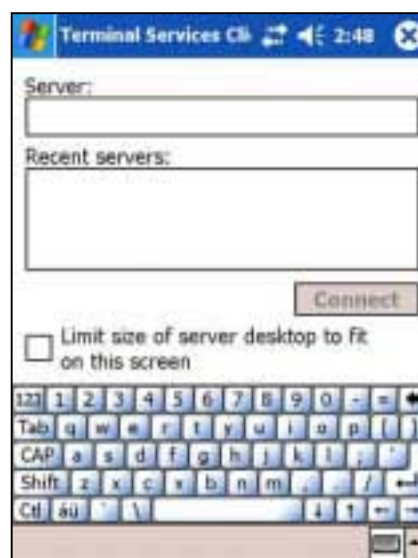 Terminal Services Cli 2:48
Server:
Recent servers:
Connect
Limit size of server desktop to fit
on this screen
123 1 2 3 4 5 6 7 8 9 0 - =
Tab q w e r t y u i o p [ ]
CAP a s d f g h j k l ; '
Shift z x c v b n m , . /
Ctl áü ` \